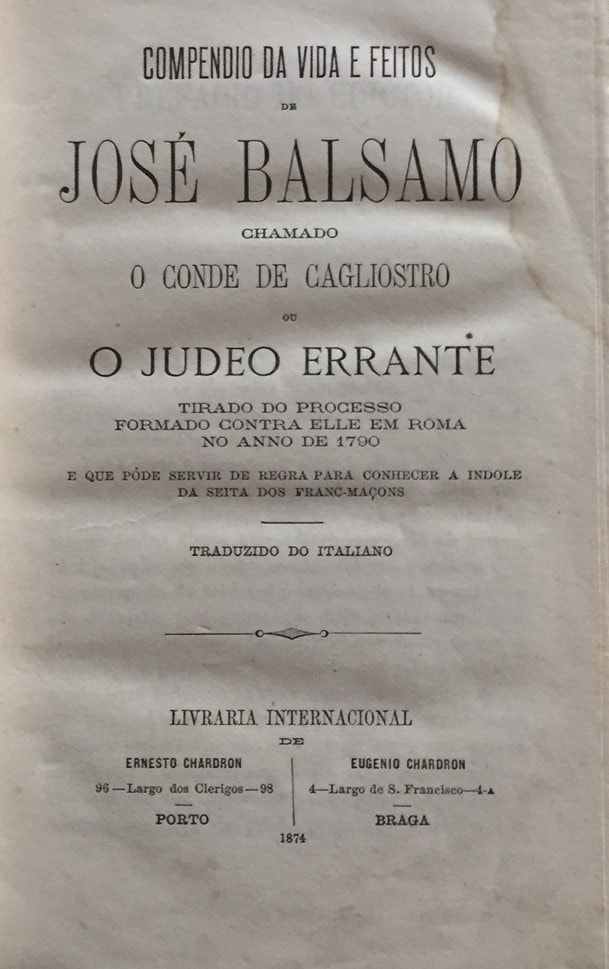 COMPENDIO DA VIDA E FEITOS
DE
JOSÉ BALSAMO
CHAMADO
O CONDE DE CAGLIOSTRO
OU
O JUDEO ERRANTE
TIRADO DO PROCESSO
FORMADO CONTRA ELLE EM ROMA
NO ANNO DE 1790
E QUE PÓDE SERVIR DE REGRA PARA CONHECER A INDOLE
DA SEITA DOS FRANC-MAÇONS
TRADUZIDO DO ITALIANO
LIVRARIA INTERNACIONAL
DE
ERNESTO CHARDRON
96—Largo dos Clerigos—98
PORTO
EUGENIO CHARDRON
4—Largo de S. Francisco—4-A
BRAGA
1874